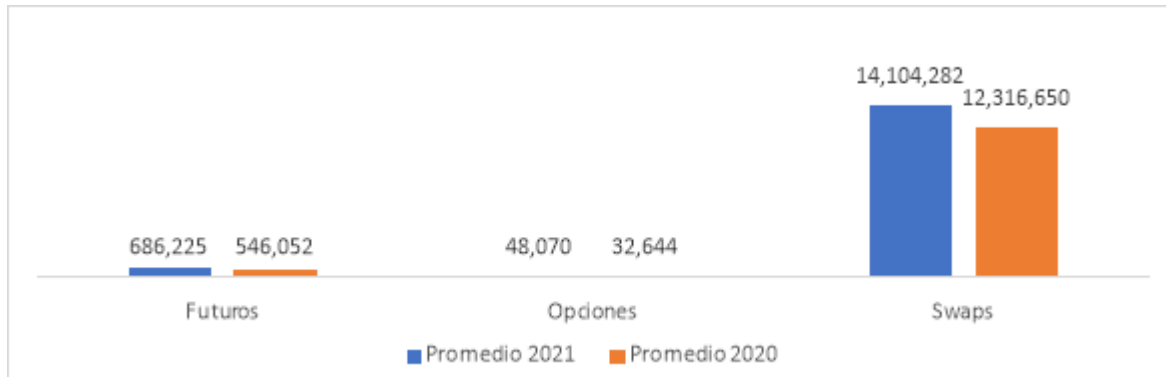 14,104,282
12,316,650
686,225 546,052 48,070 32,644
Futuros Opciones Swaps
Promedio 2021 Promedio 2020